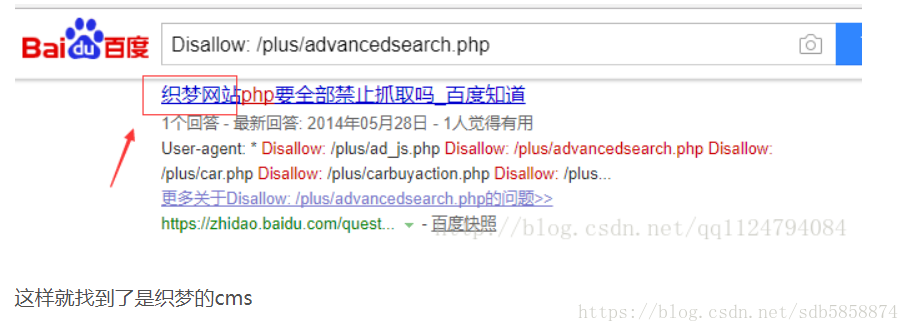 Bai du 百度 Disallow: /plus/advancedsearch.php
织梦网站php要全部禁止抓取吗_百度知道
1个回答 - 最新回答: 2014年05月28日 - 1人觉得有用
User-agent: * Disallow: /plus/ad_js.php Disallow: /plus/advancedsearch.php Disallow:
/plus/car.php Disallow: /plus/carbuyaction.php Disallow: /plus...
更多关于Disallow: /plus/advancedsearch.php的问题>>
https://zhidao.baidu.com/quest... - 百度快照
http://blog.csdn.net/qq1124794084
这样就找到了是织梦的cms
https://blog.csdn.net/sdb5858874